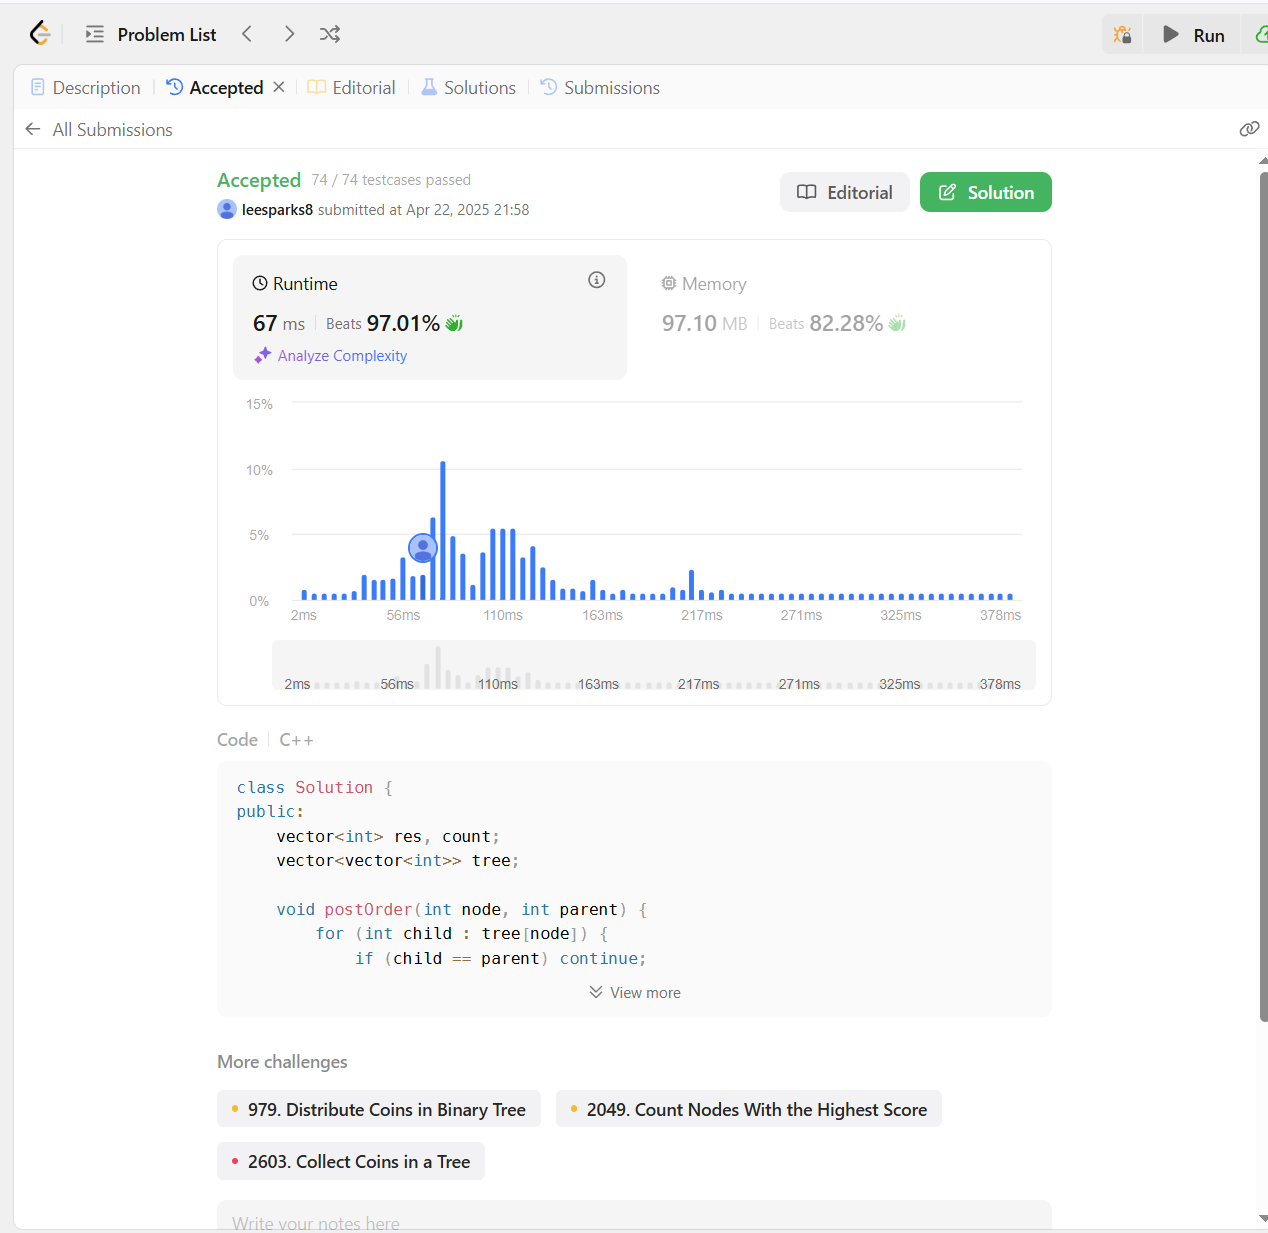 Problem List
Run
Description
Accepted
Editorial
Solutions
Submissions
All Submissions
Accepted 74 / 74 testcases passed
leesparks8 submitted at Apr 22, 2025 21:58
Editorial
Solution
Runtime
67 ms Beats 97.01%
Analyze Complexity
Memory
97.10 MB Beats 82.28%
15%
10%
5%
0%
2ms 56ms 110ms 163ms 217ms 271ms 325ms 378ms
2ms 56ms 110ms 163ms 217ms 271ms 325ms 378ms
Code C++
class Solution {
public:
    vector<int> res, count;
    vector<vector<int>> tree;
    void postOrder(int node, int parent) {
        for (int child : tree[node]) {
            if (child == parent) continue;
View more
More challenges
979. Distribute Coins in Binary Tree
2049. Count Nodes With the Highest Score
2603. Collect Coins in a Tree
Write your notes here